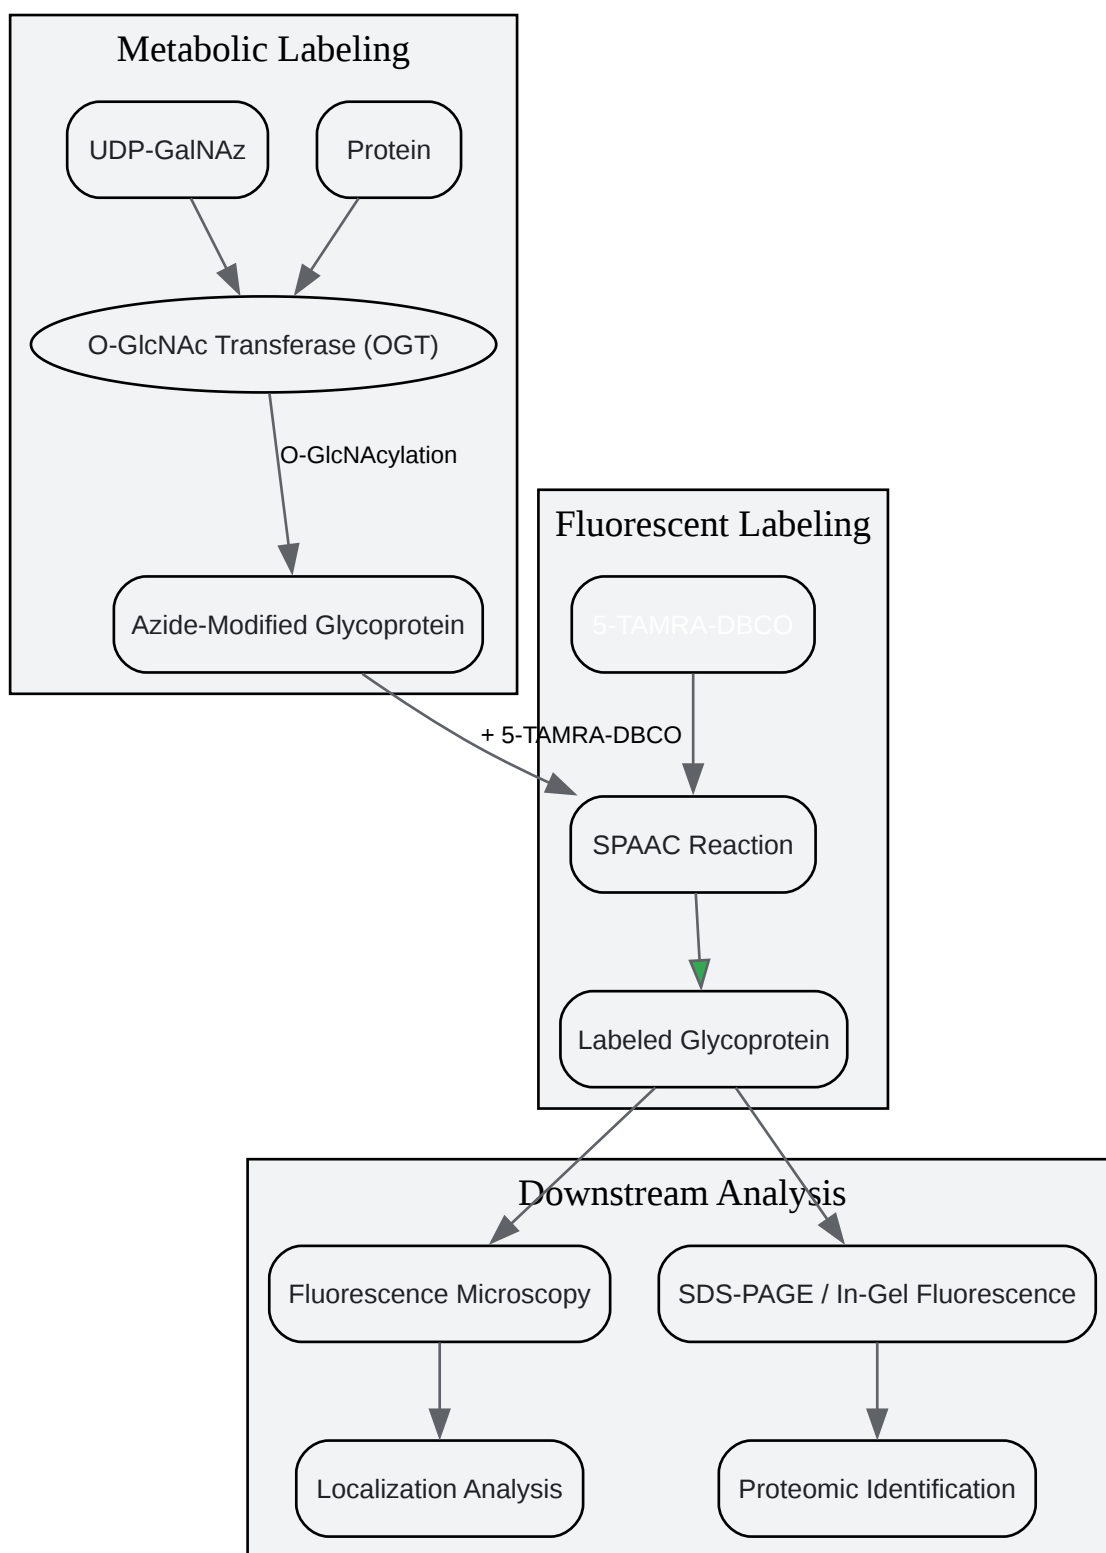 Metabolic Labeling
UDP-GalNAz
Protein
O-GlcNAc Transferase (OGT)
O-GlcNAcylation
Azide-Modified Glycoprotein
Fluorescent Labeling
5-TAMRA-DBCO
+ 5-TAMRA-DBCO
SPAAC Reaction
Labeled Glycoprotein
Downstream Analysis
Fluorescence Microscopy
SDS-PAGE / In-Gel Fluorescence
Localization Analysis
Proteomic Identification